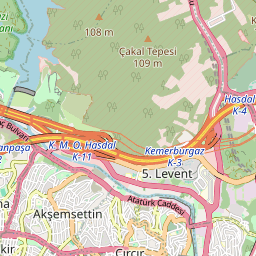 108 m
Çakal Tepesi
109 m
Hasdal
K-4
K. M. O. Hasdal
K-11
Kemerburgaz
K-3
5. Levent
Akşemsettin
Atatürk Caddesi
Çırçır